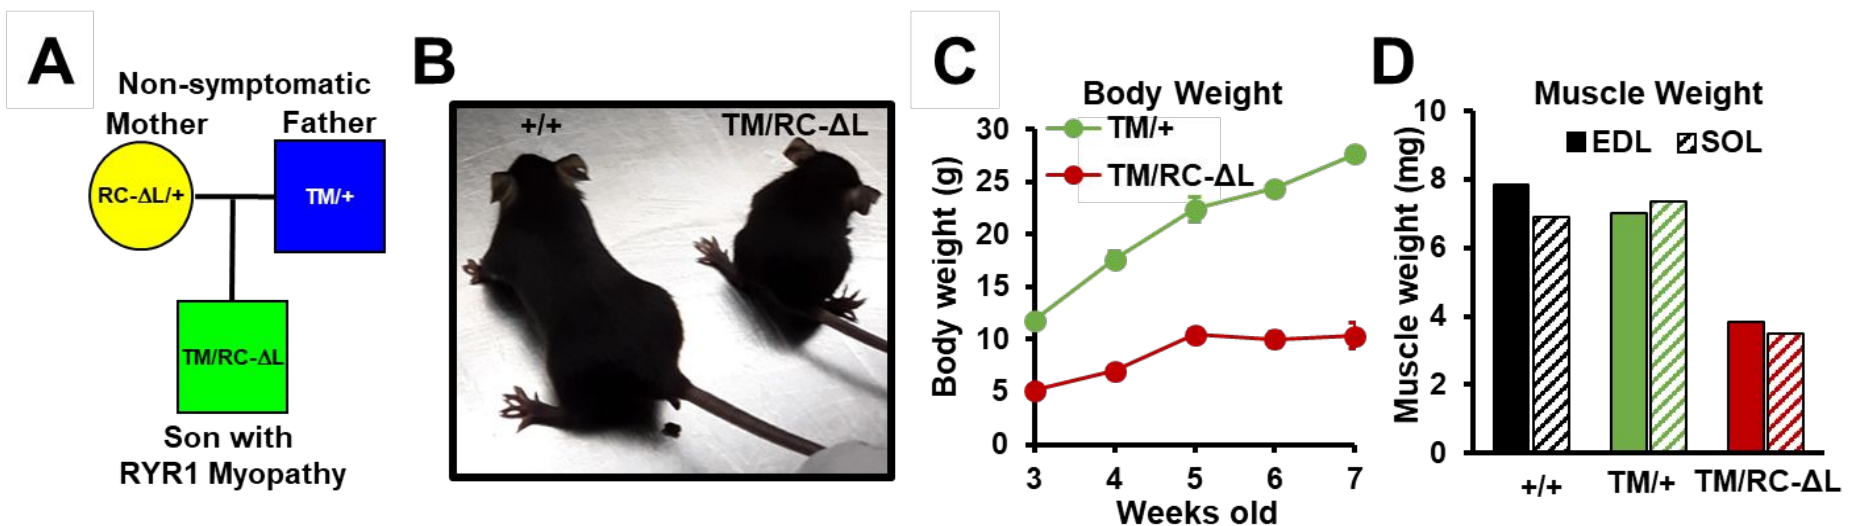 A
Non-symptomatic
Mother
Father
RC-ΔL/+
TM/+
TM/RC-ΔL
Son with
RYR1 Myopathy
B
+/+
TM/RC-ΔL
C
Body Weight
TM/+
TM/RC-ΔL
Body weight (g)
30
25
20
15
10
5
0
3 4 5 6 7
Weeks old
D
Muscle Weight
EDL SOL
Muscle weight (mg)
10
8
6
4
2
0
+/+ TM/+ TM/RC-ΔL